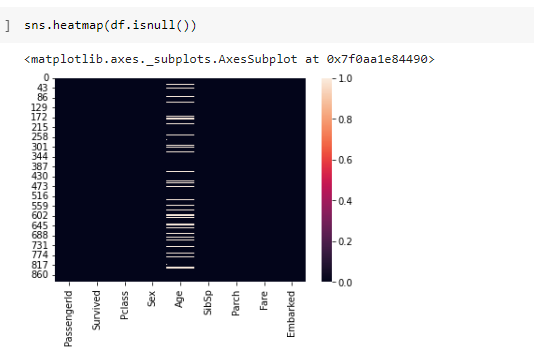 ] sns.heatmap(df.isnull())
<matplotlib.axes._subplots.AxesSubplot at 0x7f0aa1e84490>
0
43
86
129
172
215
258
301
344
387
430
473
516
559
602
645
688
731
774
817
860
1.0
0.8
0.6
0.4
0.2
0.0
PassengerId
Survived
Pclass
Sex
Age
SibSp
Parch
Fare
Embarked